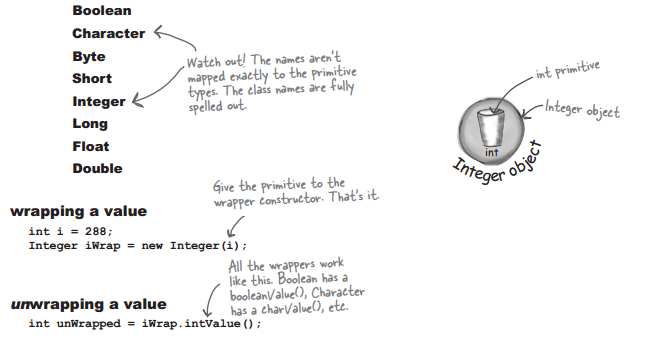 Boolean
Character
Byte
Short
Integer
Long
Float
Double
Watch out! The names aren't
mapped exactly to the primitive
types. The class names are fully
spelled out.
int primitive
Integer object
int
Integer object
Give the primitive to the
wrapper constructor. That's it.
wrapping a value
int i = 288;
Integer iWrap = new Integer(i);
All the wrappers work
like this. Boolean has a
booleanValue(), Character
has a charValue(), etc.
unwrapping a value
int unWrapped = iWrap.intValue();